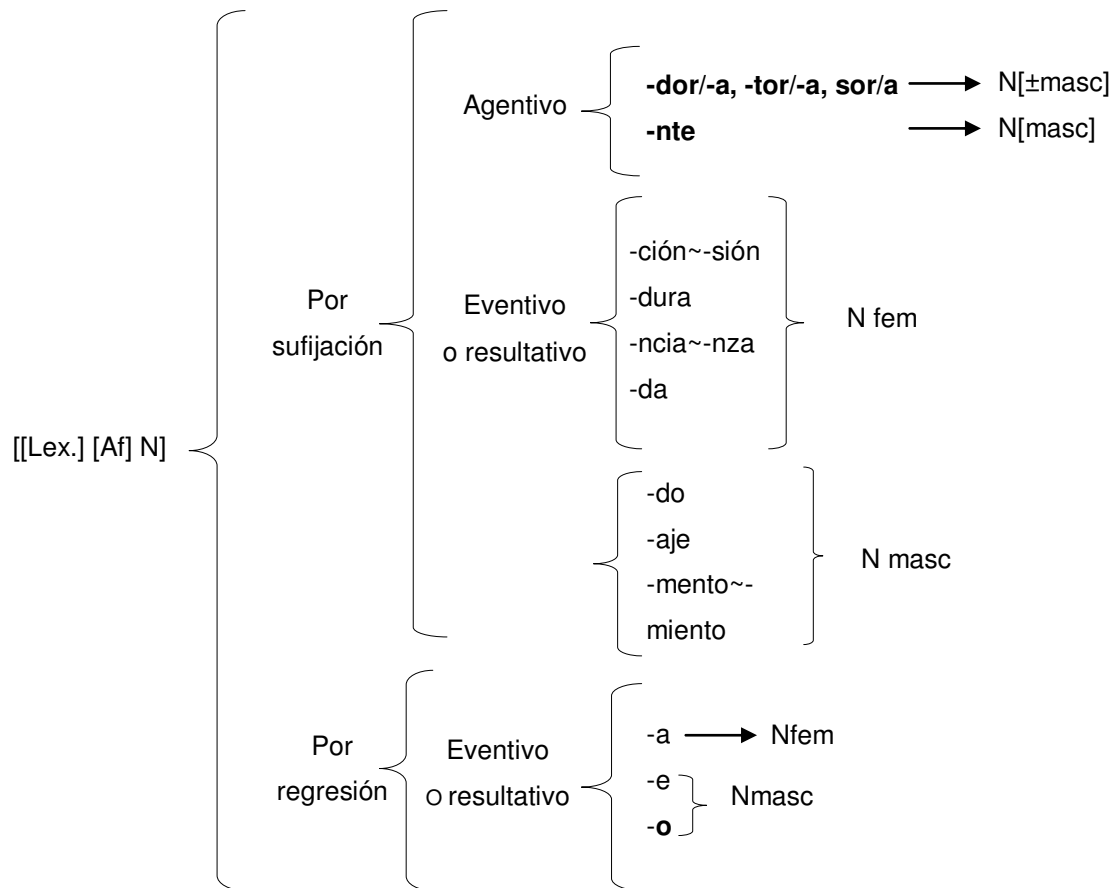 -dor/-a, -tor/-a, sor/a N[±masc]
Agentivo
-nte N[masc]
-ción~-sión
Por Eventivo -dura
N fem
sufijación o resultativo -ncia~-nza
-da
[[Lex.] [Af] N]
-do
-aje
N masc
-mento~-
miento
Por Eventivo -a Nfem
regresión O resultativo -e
Nmasc
-o